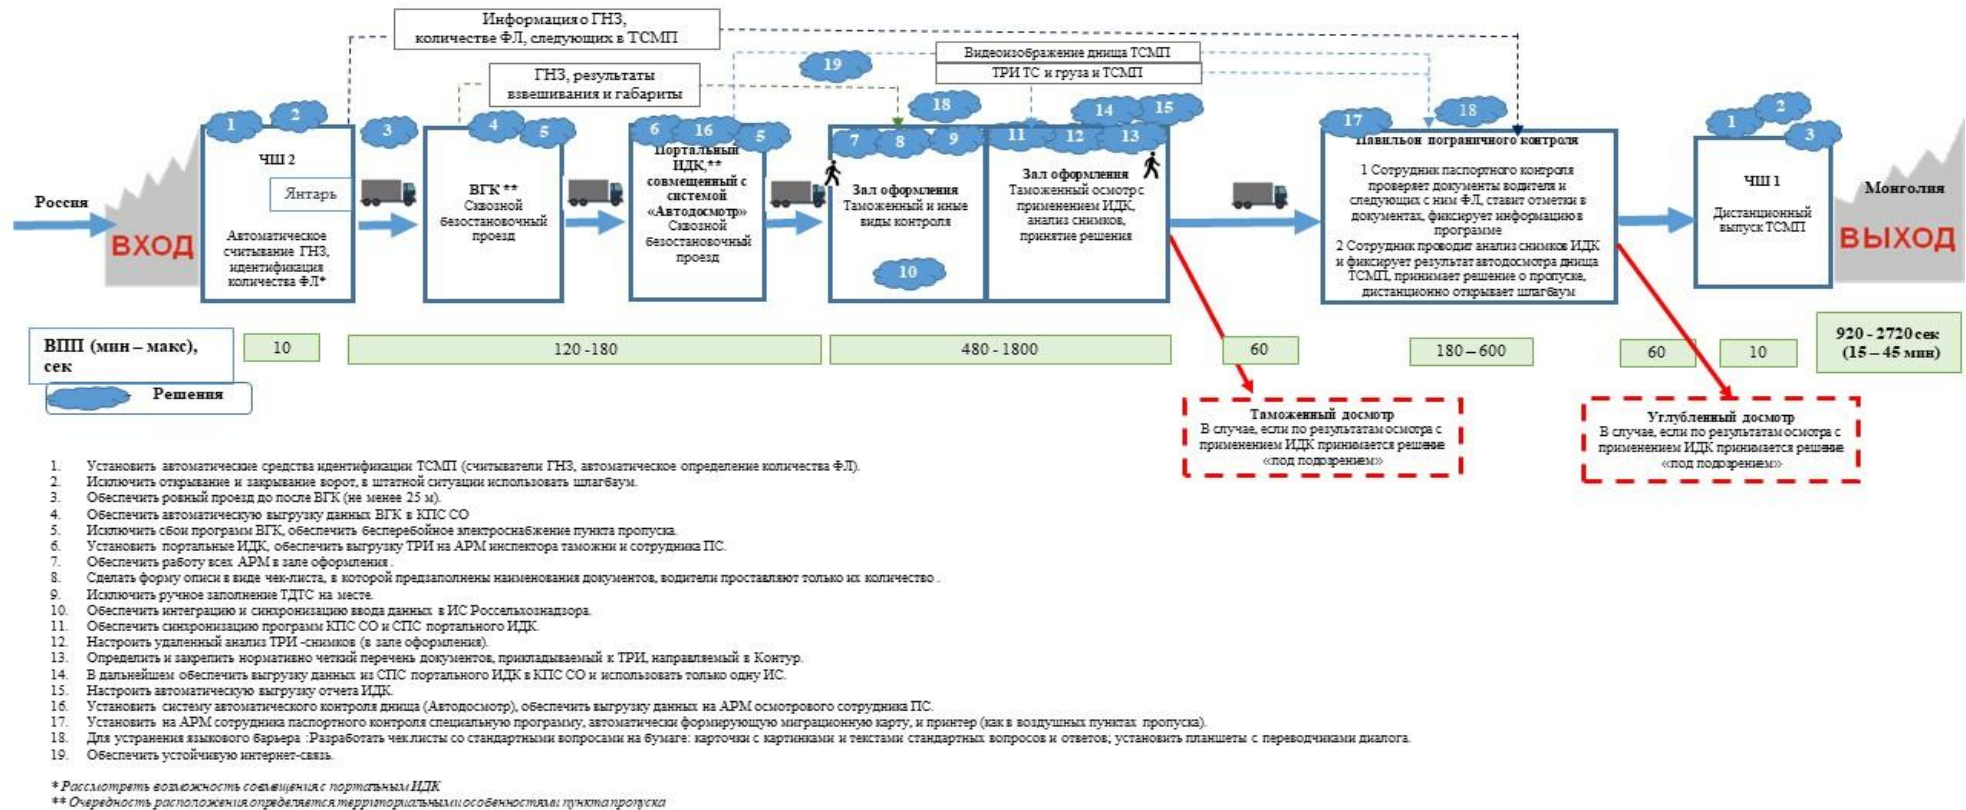 Информация о ГНЗ,
количестве ФЛ, следующих в ТСМП
ГНЗ, результаты
взвешивания и габариты
19
Видеоизображение днища ТСМП
ТРИ ТС и груза и ТСМП
Россия
ВХОД
1
2
ЧШ 2
Янтарь
Автоматическое
считывание ГНЗ,
идентификация
количества ФЛ*
3
4
5
ВГК **
Сквозной
безостановочный
проезд
6
16
5
Портальный
ИДК,**
совмещенный с
системой
«Автодосмотр»
Сквозной
безостановочный
проезд
18
7
8
9
Зал оформления
Таможенный и иные
виды контроля
10
14
15
11
12
13
Зал оформления
Таможенный осмотр с
применением ИДК,
анализ снимков,
принятие решения
17
18
Павильон пограничного контроля
1 Сотрудник паспортного контроля
проверяет документы водителя и
следующих с ним ФЛ, ставит отметки в
документах, фиксирует информацию в
программе
2 Сотрудник проводит анализ снимков ИДК
и фиксирует результат автодосмотра днища
ТСМП, принимает решение о пропуске,
дистанционно открывает шлагбаум
1
2
3
ЧШ 1
Дистанционный
выпуск ТСМП
Монголия
ВЫХОД
ВПП (мин – макс),
сек
10
120 -180
480 - 1800
60
180 – 600
60
10
920 - 2720 сек
(15 – 45 мин)
Решения
Таможенный досмотр
В случае, если по результатам осмотра с
применением ИДК принимается решение
«под подозрением»
Углубленный досмотр
В случае, если по результатам осмотра с
применением ИДК принимается решение
«под подозрением»
1. Установить автоматические средства идентификации ТСМП (считыватели ГНЗ, автоматическое определение количества ФЛ).
2. Исключить открывание и закрывание ворот, в штатной ситуации использовать шлагбаум.
3. Обеспечить ровный проезд до после ВГК (не менее 25 м).
4. Обеспечить автоматическую выгрузку данных ВГК в КПС СО
5. Исключить сбои программ ВГК, обеспечить бесперебойное электроснабжение пункта пропуска.
6. Установить портальные ИДК, обеспечить выгрузку ТРИ на АРМ инспектора таможни и сотрудника ПС.
7. Обеспечить работу всех АРМ в зале оформления .
8. Сделать форму описи в виде чек-листа, в которой предзаполнены наименования документов, водители проставляют только их количество .
9. Исключить ручное заполнение ТДТС на месте.
10. Обеспечить интеграцию и синхронизацию ввода данных в ИС Россельхознадзора.
11. Обеспечить синхронизацию программ КПС СО и СПС портального ИДК.
12. Настроить удаленный анализ ТРИ -снимков (в зале оформления).
13. Определить и закрепить нормативно четкий перечень документов, прикладываемый к ТРИ, направляемый в Контур.
14. В дальнейшем обеспечить выгрузку данных из СПС портального ИДК в КПС СО и использовать только одну ИС.
15. Настроить автоматическую выгрузку отчета ИДК.
16. Установить систему автоматического контроля днища (Автодосмотр), обеспечить выгрузку данных на АРМ осмотрового сотрудника ПС.
17. Установить на АРМ сотрудника паспортного контроля специальную программу, автоматически формирующую миграционную карту, и принтер (как в воздушных пунктах пропуска).
18. Для устранения языкового барьера :Разработать чек листы со стандартными вопросами на бумаге: карточки с картинками и текстами стандартных вопросов и ответов; установить планшеты с переводчиками диалога.
19. Обеспечить устойчивую интернет-связь.
* Рассмотреть возможность совмещения с портальным ИДК
** Очередность расположения определяется территориальными особенностями пункта пропуска